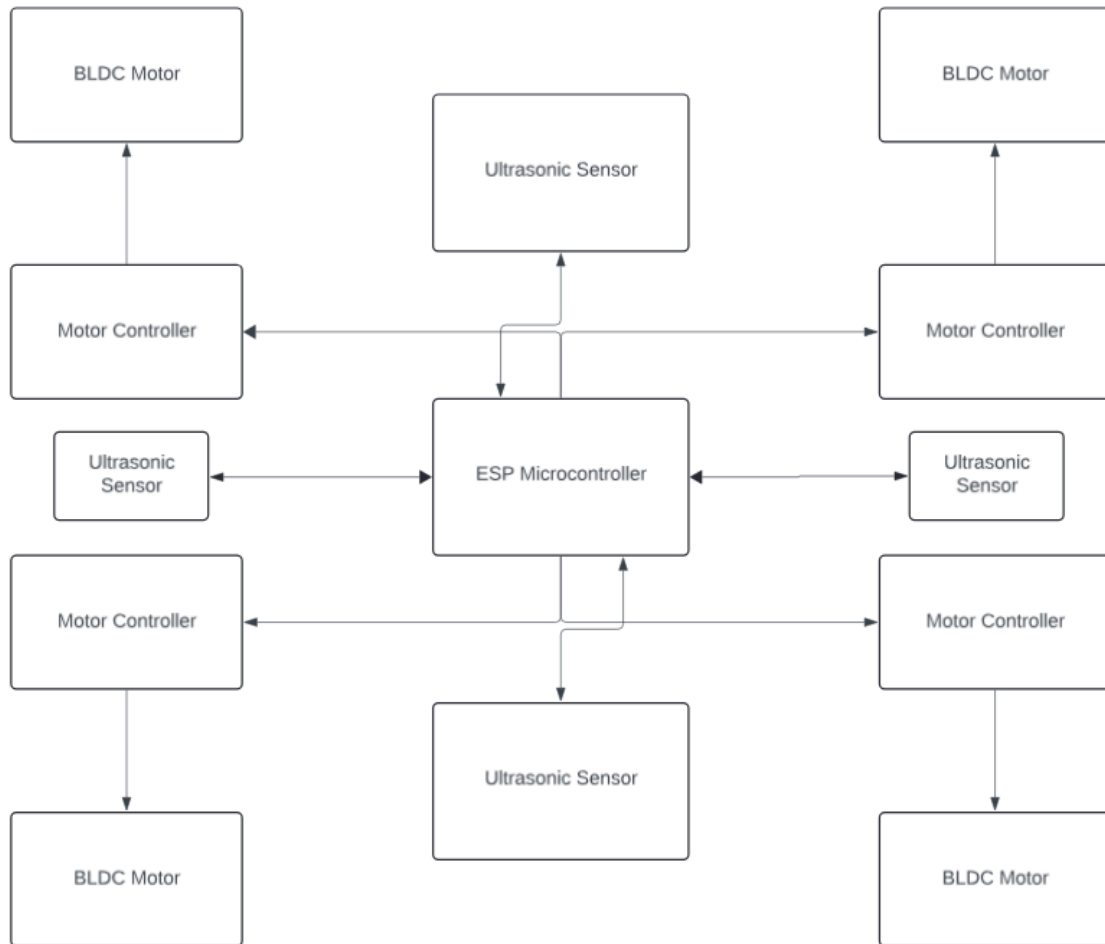 BLDC Motor
BLDC Motor
Ultrasonic Sensor
Motor Controller
Motor Controller
Ultrasonic
Sensor
ESP Microcontroller
Ultrasonic
Sensor
Motor Controller
Motor Controller
Ultrasonic Sensor
BLDC Motor
BLDC Motor